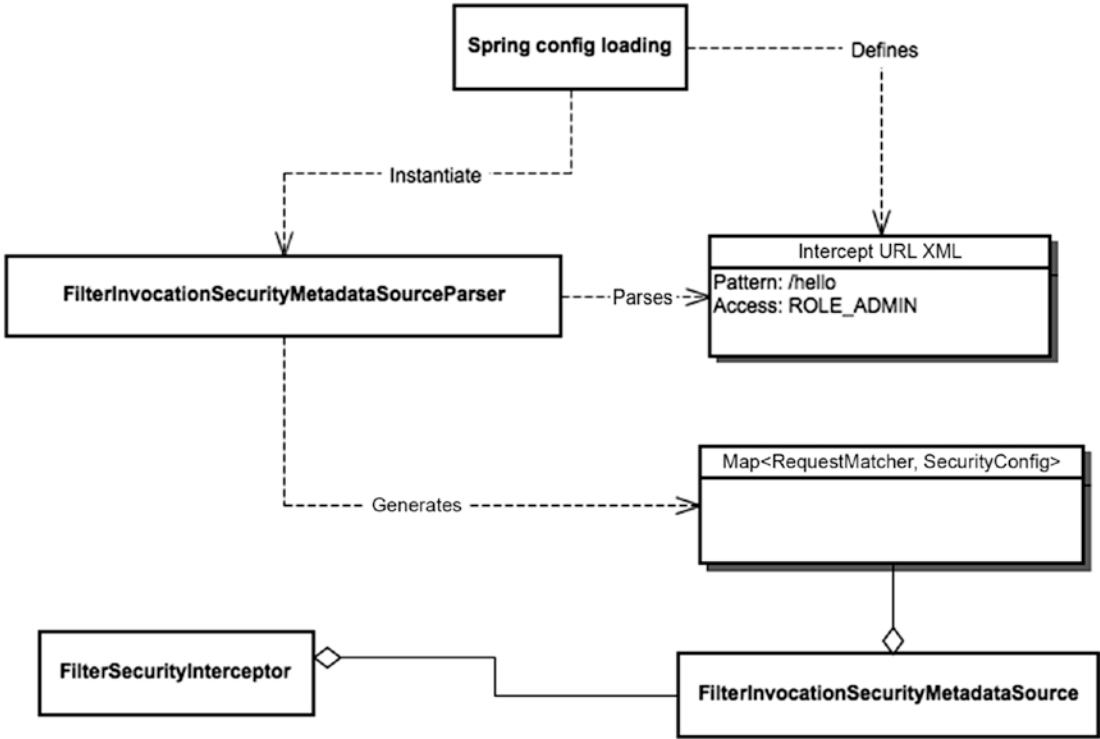 Spring config loading
Defines
Instantiate
Intercept URL XML
FilterInvocationSecurityMetadataSourceParser
Parses
Pattern: /hello
Access: ROLE_ADMIN
Map<RequestMatcher, SecurityConfig>
Generates
FilterSecurityInterceptor
FilterInvocationSecurityMetadataSource